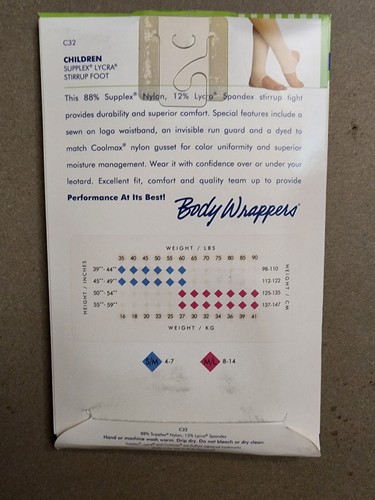 C32
CHILDREN
SUPPLEX® LYCRA®
STIRRUP FOOT
This 88% Supplex® Nylon, 12% Lycra® Spandex stirrup tight
provides durability and superior comfort. Special features include a
sewn on logo waistband, an invisible run guard and a dyed to
match Coolmax® nylon gusset for color uniformity and superior
moisture management. Wear it with confidence over or under your
leotard. Excellent fit, comfort and quality team up to provide
Performance At Its Best!
Body Wrappers®
WEIGHT / LBS
35 40 45 50 55 60 65 70 75 80 85 90
HEIGHT / INCHES
39"- 44" 98-110
45"- 49" 112-122
50"- 54" 125-135
55"- 59" 137-147
HEIGHT / CM
16 18 20 22 25 27 30 32 34 36 39 41
WEIGHT / KG
S/M 4-7 M/L 8-14
C32
88% Supplex® Nylon, 12% Lycra® Spandex
Hand or machine wash warm. Drip dry. Do not bleach or dry clean.